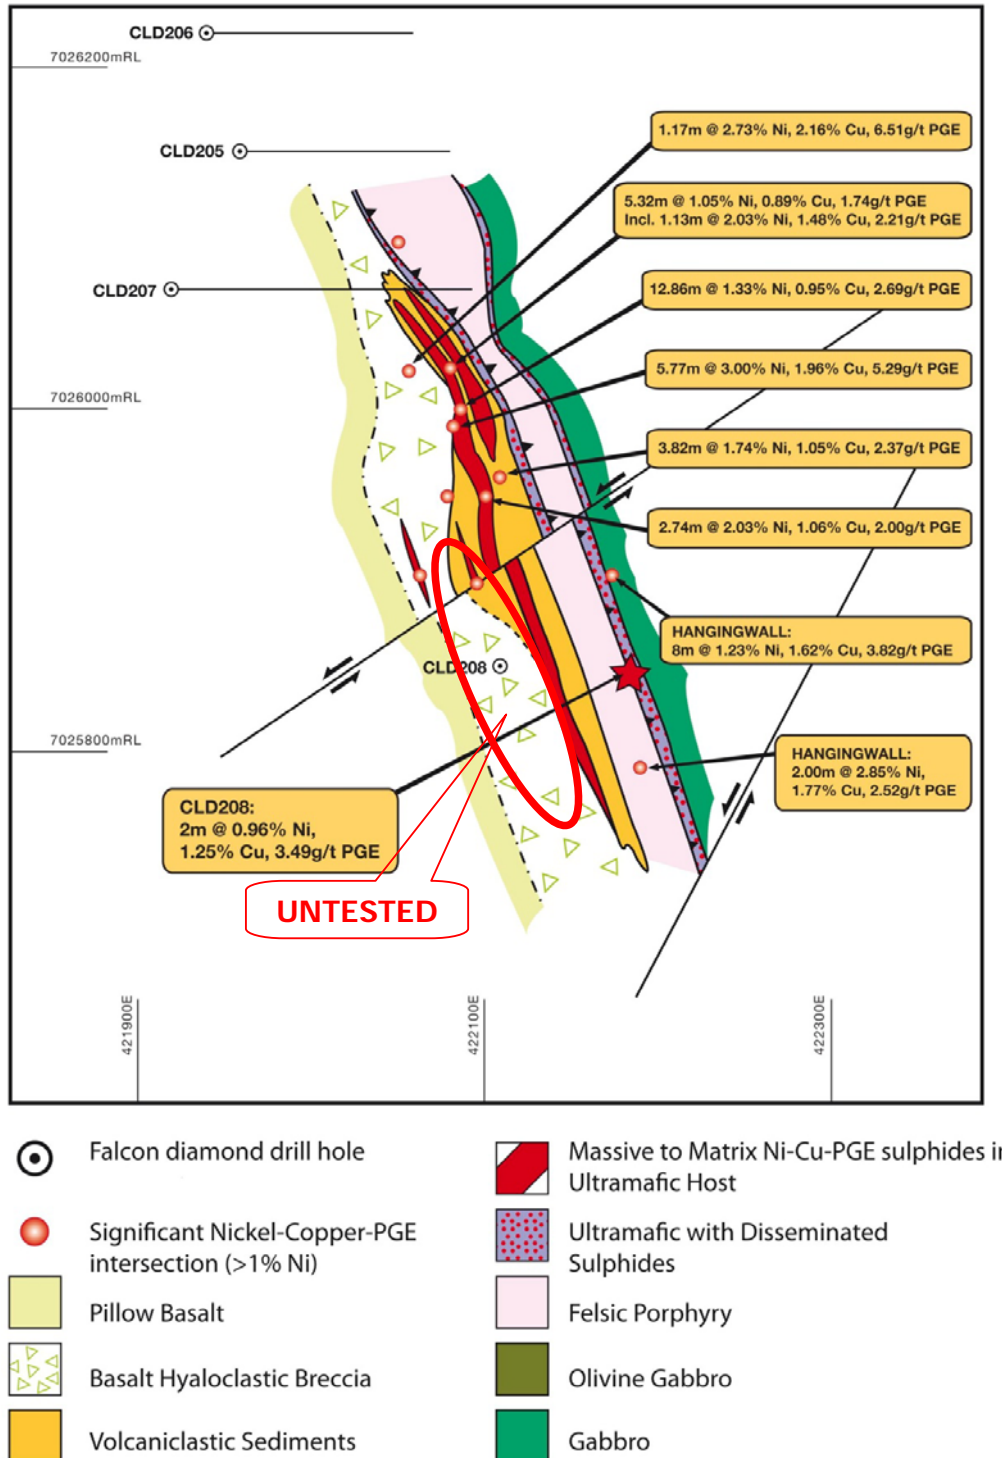 CLD206
7026200mRL
1.17m @ 2.73% Ni, 2.16% Cu, 6.51g/t PGE
CLD205
5.32m @ 1.05% Ni, 0.89% Cu, 1.74g/t PGE
Incl. 1.13m @ 2.03% Ni, 1.48% Cu, 2.21g/t PGE
CLD207
12.86m @ 1.33% Ni, 0.95% Cu, 2.69g/t PGE
5.77m @ 3.00% Ni, 1.96% Cu, 5.29g/t PGE
7026000mRL
3.82m @ 1.74% Ni, 1.05% Cu, 2.37g/t PGE
2.74m @ 2.03% Ni, 1.06% Cu, 2.00g/t PGE
HANGINGWALL:
8m @ 1.23% Ni, 1.62% Cu, 3.82g/t PGE
CLD208
7025800mRL
HANGINGWALL:
2.00m @ 2.85% Ni,
1.77% Cu, 2.52g/t PGE
CLD208:
2m @ 0.96% Ni,
1.25% Cu, 3.49g/t PGE
UNTESTED
421900E
422100E
422300E
Falcon diamond drill hole
Massive to Matrix Ni-Cu-PGE sulphides in
Ultramafic Host
Significant Nickel-Copper-PGE
intersection (>1% Ni)
Ultramafic with Disseminated
Sulphides
Pillow Basalt
Felsic Porphyry
Basalt Hyaloclastic Breccia
Olivine Gabbro
Volcaniclastic Sediments
Gabbro